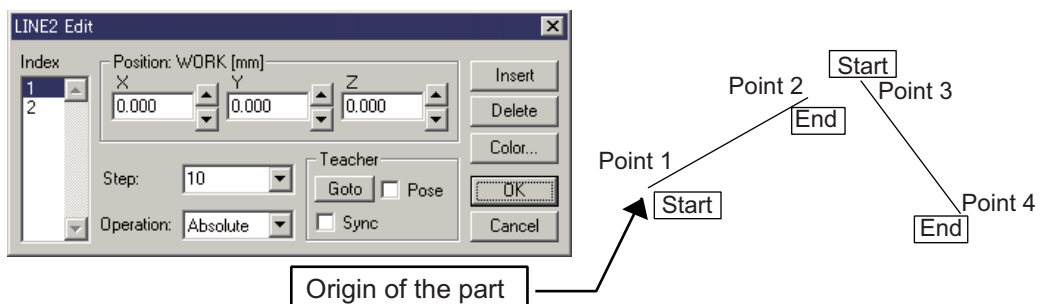 LINE2 Edit
Index
1
2
Position: WORK [mm]
X Y Z
0.000 0.000 0.000
Step: 10
Operation: Absolute
Teacher
Goto Pose
Sync
Insert
Delete
Color...
OK
Cancel
Point 2
Start
Point 3
End
Point 1
Start
Point 4
End
Origin of the part